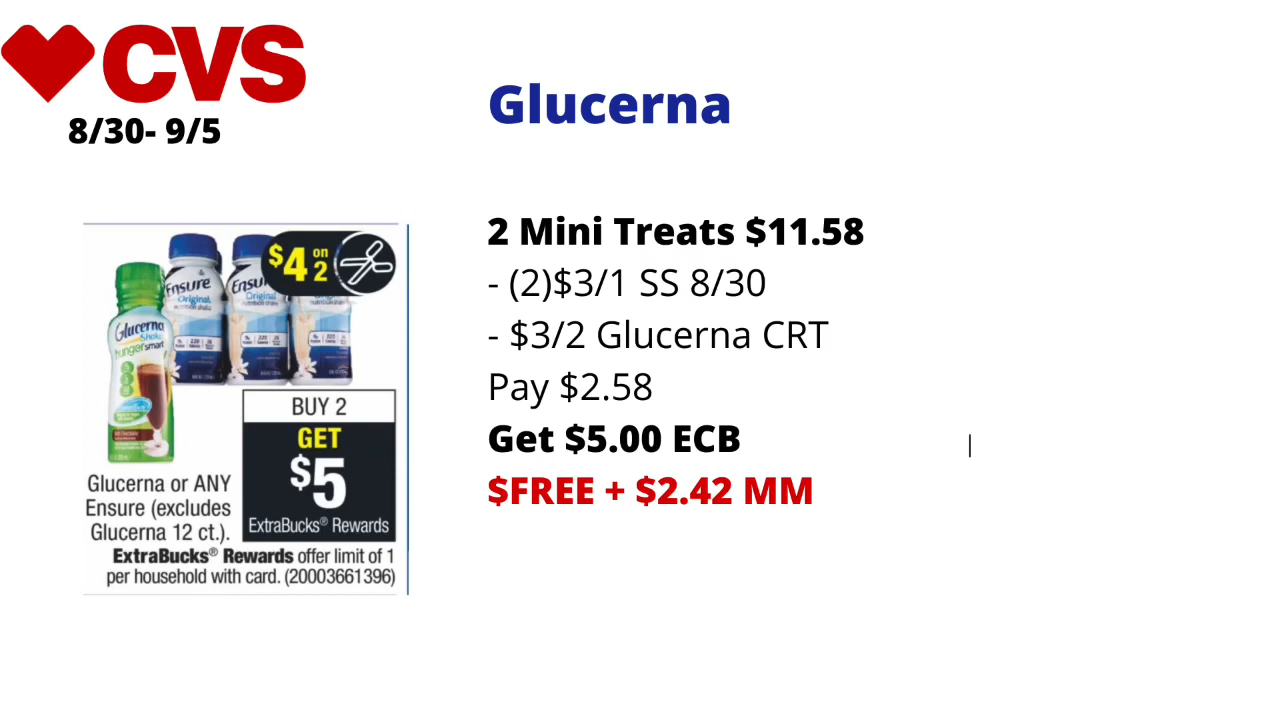 CVS
8/30- 9/5
Glucerna
2 Mini Treats $11.58
- (2)$3/1 SS 8/30
- $3/2 Glucerna CRT
Pay $2.58
Get $5.00 ECB
$FREE + $2.42 MM
$4 on 2
Ensure
Original
Glucerna
Shake
hungersmart
BUY 2
GET
$5
ExtraBucks® Rewards
Glucerna or ANY
Ensure (excludes
Glucerna 12 ct.).
ExtraBucks® Rewards offer limit of 1
per household with card. (20003661396)